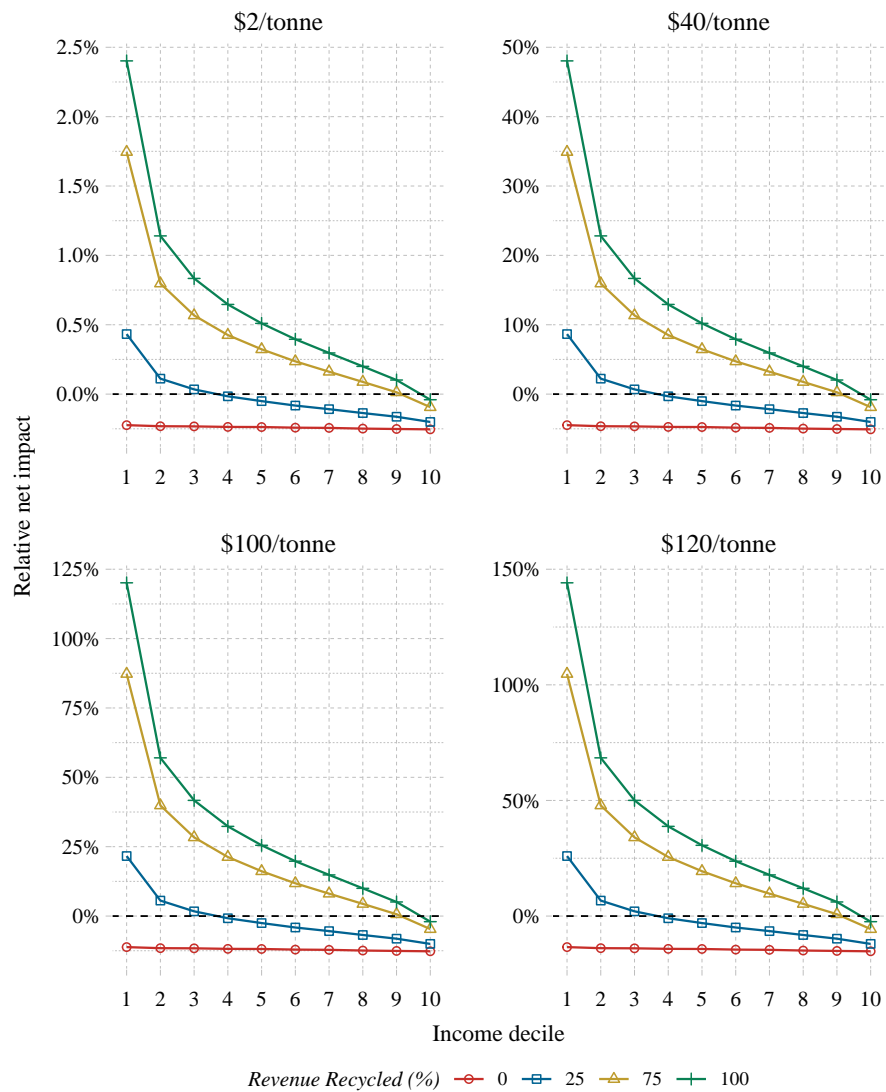 $2/tonne
$40/tonne
2.5%
2.0%
1.5%
1.0%
0.5%
0.0%
50%
40%
30%
20%
10%
0%
1 2 3 4 5 6 7 8 9 10
1 2 3 4 5 6 7 8 9 10
Relative net impact
$100/tonne
$120/tonne
125%
100%
75%
50%
25%
0%
150%
100%
50%
0%
1 2 3 4 5 6 7 8 9 10
1 2 3 4 5 6 7 8 9 10
Income decile
Revenue Recycled (%) 0 25 75 100